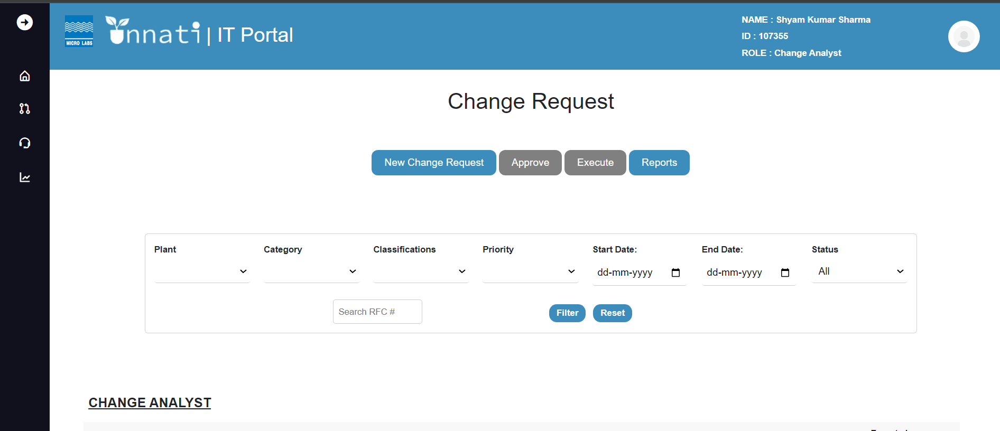 MICRO LABS
unnati | IT Portal
NAME : Shyam Kumar Sharma
ID : 107355
ROLE : Change Analyst
Change Request
New Change Request Approve Execute Reports
Plant Category Classifications Priority Start Date: End Date: Status
dd-mm-yyyy dd-mm-yyyy All
Search RFC # Filter Reset
CHANGE ANALYST